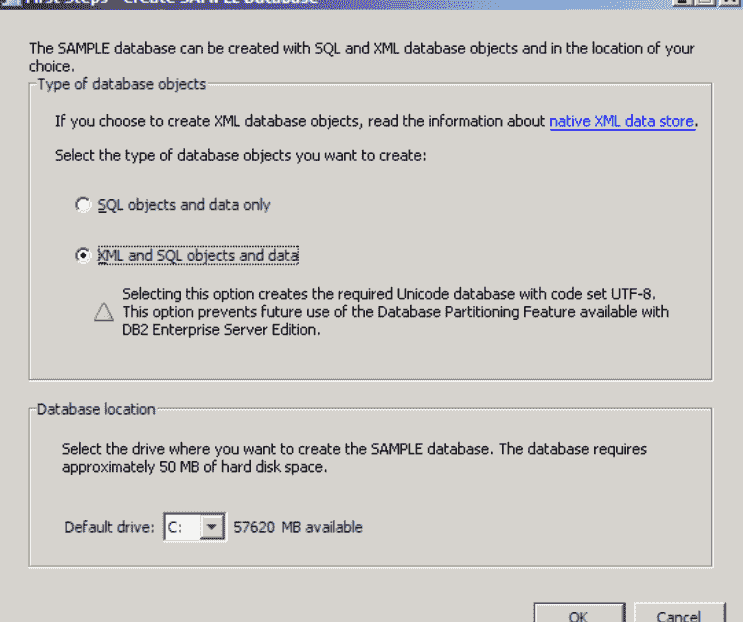 First Steps - Create SAMPLE Database
The SAMPLE database can be created with SQL and XML database objects and in the location of your
choice.
Type of database objects
If you choose to create XML database objects, read the information about native XML data store.
Select the type of database objects you want to create:
SQL objects and data only
XML and SQL objects and data
Selecting this option creates the required Unicode database with code set UTF-8.
This option prevents future use of the Database Partitioning Feature available with
DB2 Enterprise Server Edition.
Database location
Select the drive where you want to create the SAMPLE database. The database requires
approximately 50 MB of hard disk space.
Default drive: C: 57620 MB available
OK Cancel